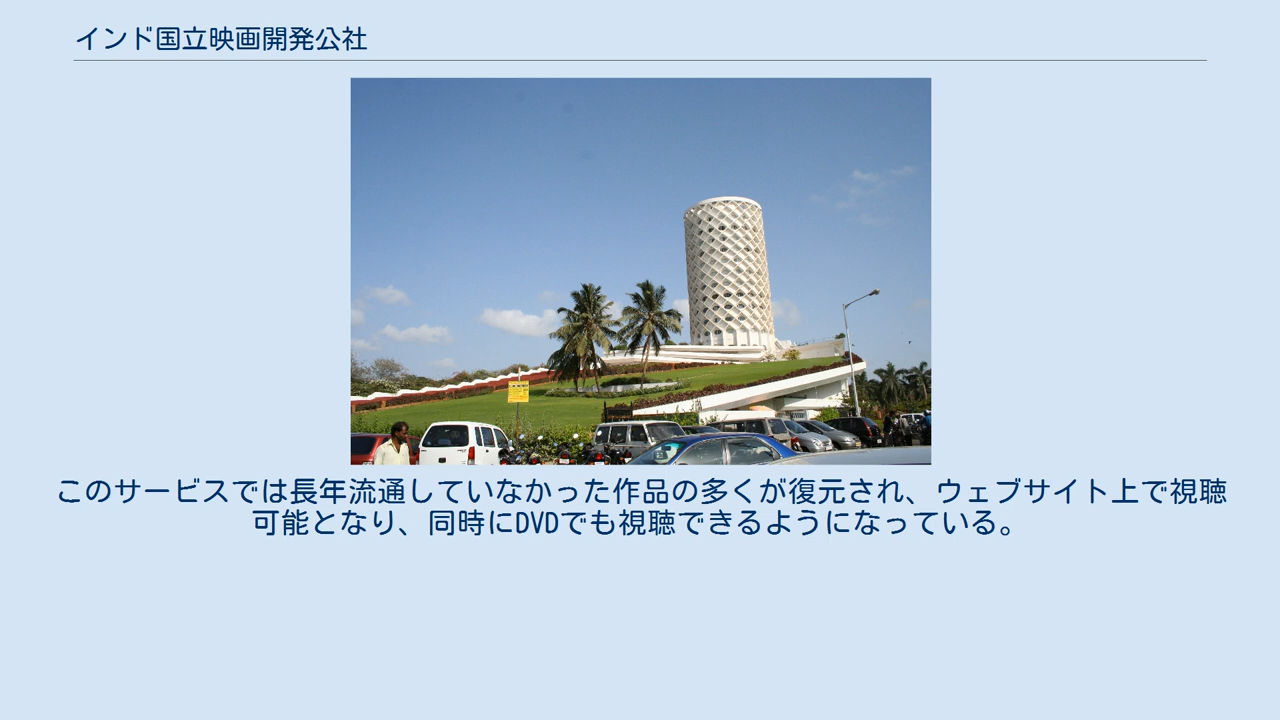 インド国立映画開発公社
このサービスでは長年流通していなかった作品の多くが復元され、ウェブサイト上で視聴
可能となり、同時にDVDでも視聴できるようになっている。